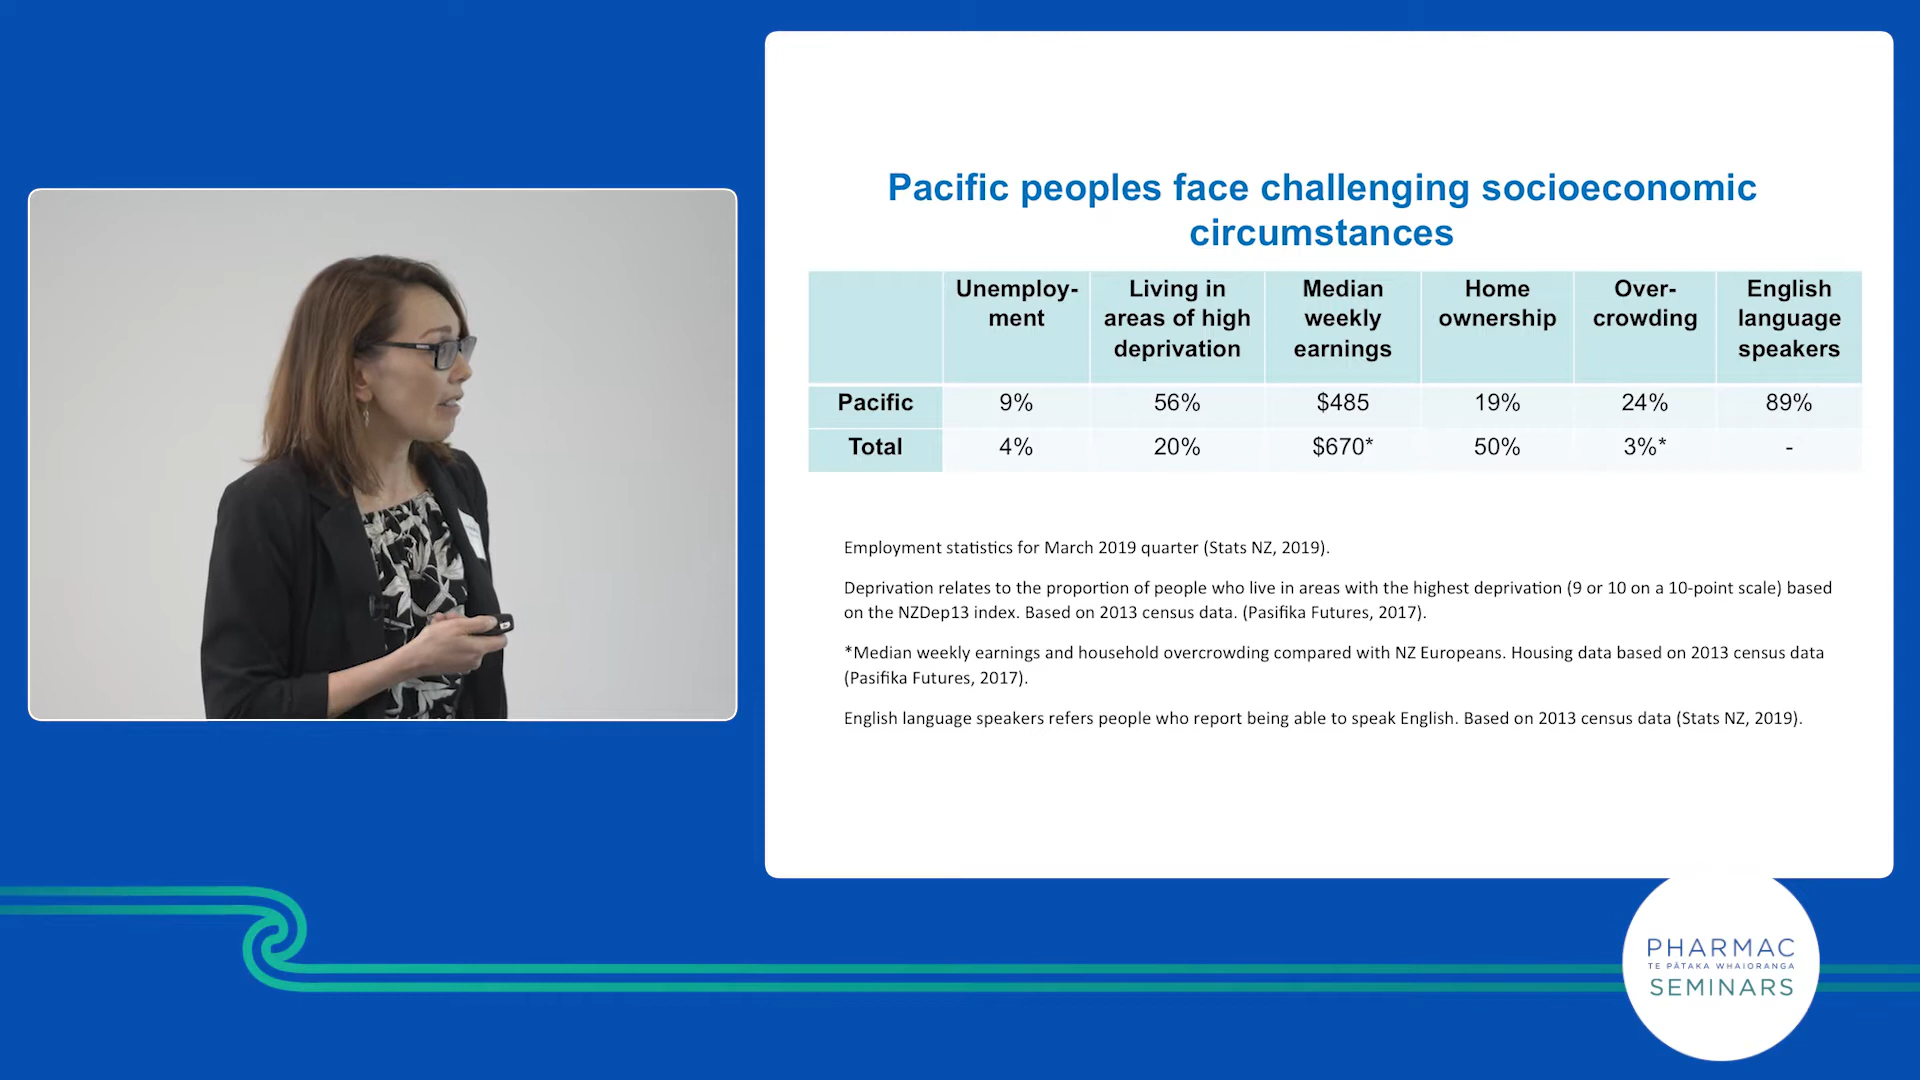 Pacific peoples face challenging socioeconomic
circumstances
Unemploy-
ment
Living in
areas of high
deprivation
Median
weekly
earnings
Home
ownership
Over-
crowding
English
language
speakers
Pacific 9% 56% $485 19% 24% 89%
Total 4% 20% $670* 50% 3%* -
Employment statistics for March 2019 quarter (Stats NZ, 2019).
Deprivation relates to the proportion of people who live in areas with the highest deprivation (9 or 10 on a 10-point scale) based
on the NZDep13 index. Based on 2013 census data. (Pasifika Futures, 2017).
*Median weekly earnings and household overcrowding compared with NZ Europeans. Housing data based on 2013 census data
(Pasifika Futures, 2017).
English language speakers refers people who report being able to speak English. Based on 2013 census data (Stats NZ, 2019).
PHARMAC
TE PĀTAKA WHAIORANGA
SEMINARS